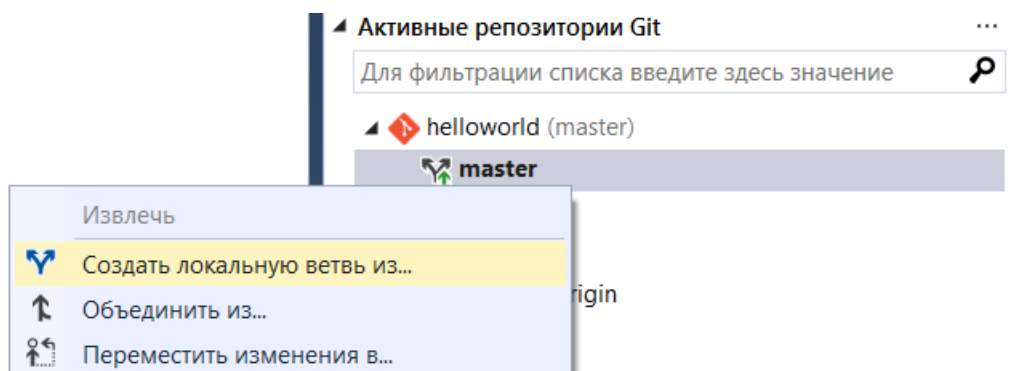 Активные репозитории Git
Для фильтрации списка введите здесь значение
helloworld (master)
master
Извлечь
Создать локальную ветвь из...
rigin
Объединить из...
Переместить изменения в...